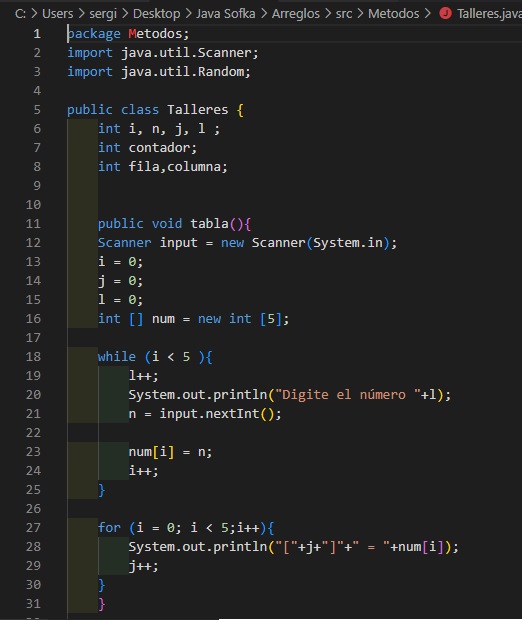 C: > Users > sergi > Desktop > Java Sofka > Arreglos > src > Metodos > J Talleres.java
1 package Metodos;
2 import java.util.Scanner;
3 import java.util.Random;
4
5 public class Talleres {
6 int i, n, j, l ;
7 int contador;
8 int fila,columna;
9
10
11 public void tabla(){
12 Scanner input = new Scanner(System.in);
13 i = 0;
14 j = 0;
15 l = 0;
16 int [] num = new int [5];
17
18 while (i < 5 ){
19 l++;
20 System.out.println("Digite el número "+l);
21 n = input.nextInt();
22
23 num[i] = n;
24 i++;
25 }
26
27 for (i = 0; i < 5;i++){
28 System.out.println("["+j+"]"+" = "+num[i]);
29 j++;
30 }
31 }